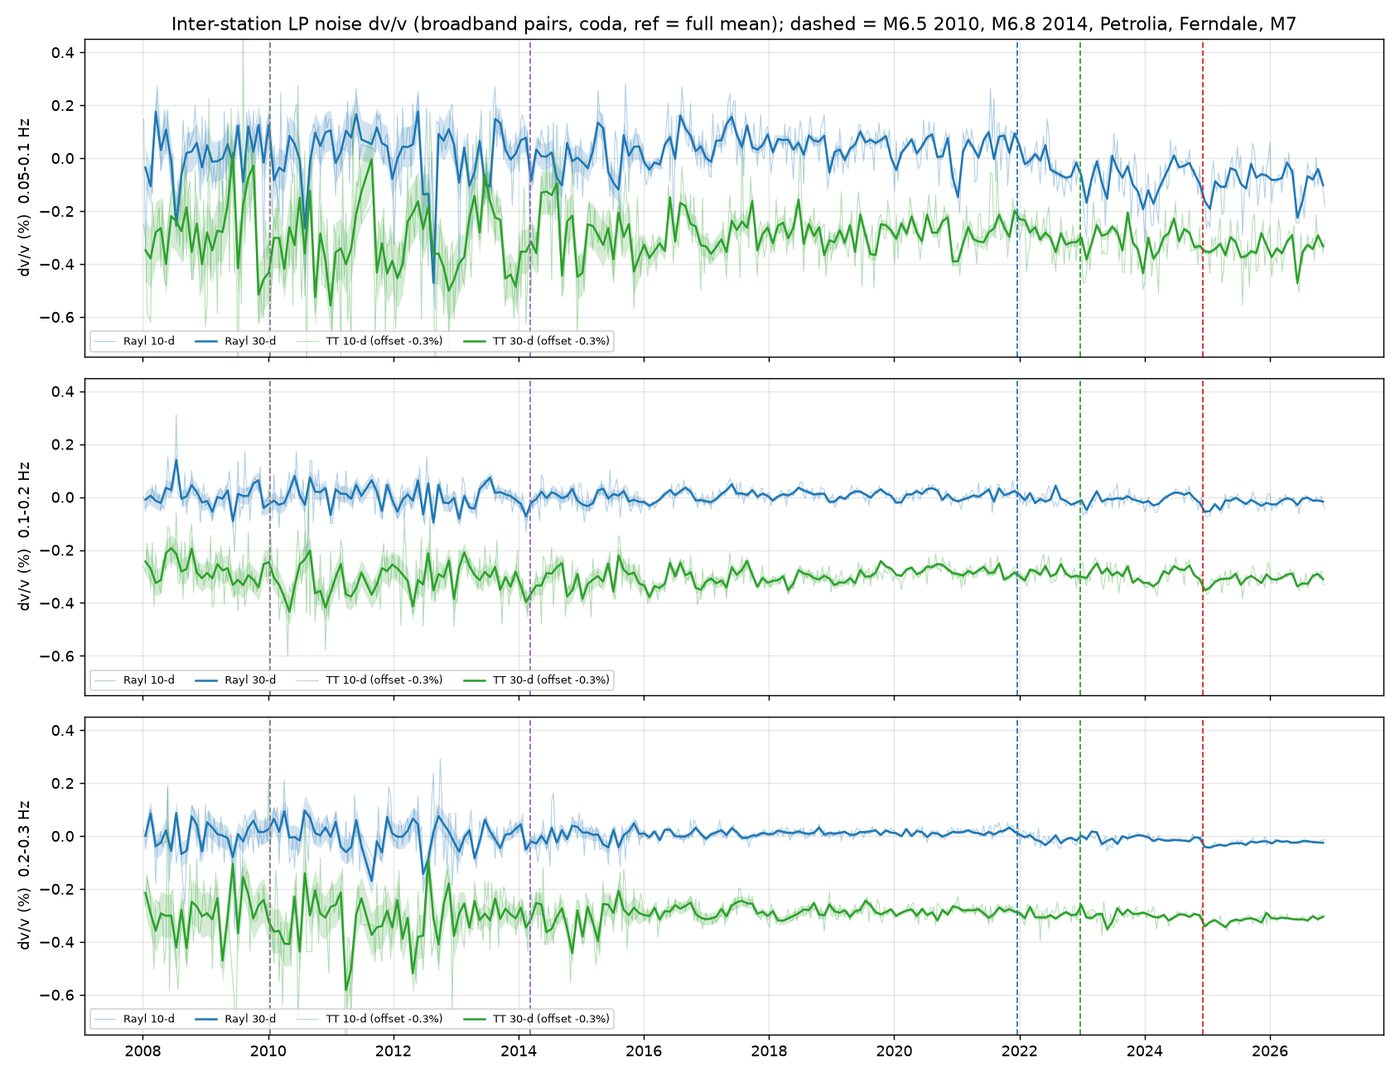 Inter-station LP noise dv/v (broadband pairs, coda, ref = full mean); dashed = M6.5 2010, M6.8 2014, Petrolia, Ferndale, M7
dv/v (%)  0.05-0.1 Hz
0.4
0.2
0.0
−0.2
−0.4
−0.6
Rayl 10-d  Rayl 30-d  TT 10-d (offset -0.3%)  TT 30-d (offset -0.3%)
dv/v (%)  0.1-0.2 Hz
0.4
0.2
0.0
−0.2
−0.4
−0.6
Rayl 10-d  Rayl 30-d  TT 10-d (offset -0.3%)  TT 30-d (offset -0.3%)
dv/v (%)  0.2-0.3 Hz
0.4
0.2
0.0
−0.2
−0.4
−0.6
Rayl 10-d  Rayl 30-d  TT 10-d (offset -0.3%)  TT 30-d (offset -0.3%)
2008  2010  2012  2014  2016  2018  2020  2022  2024  2026